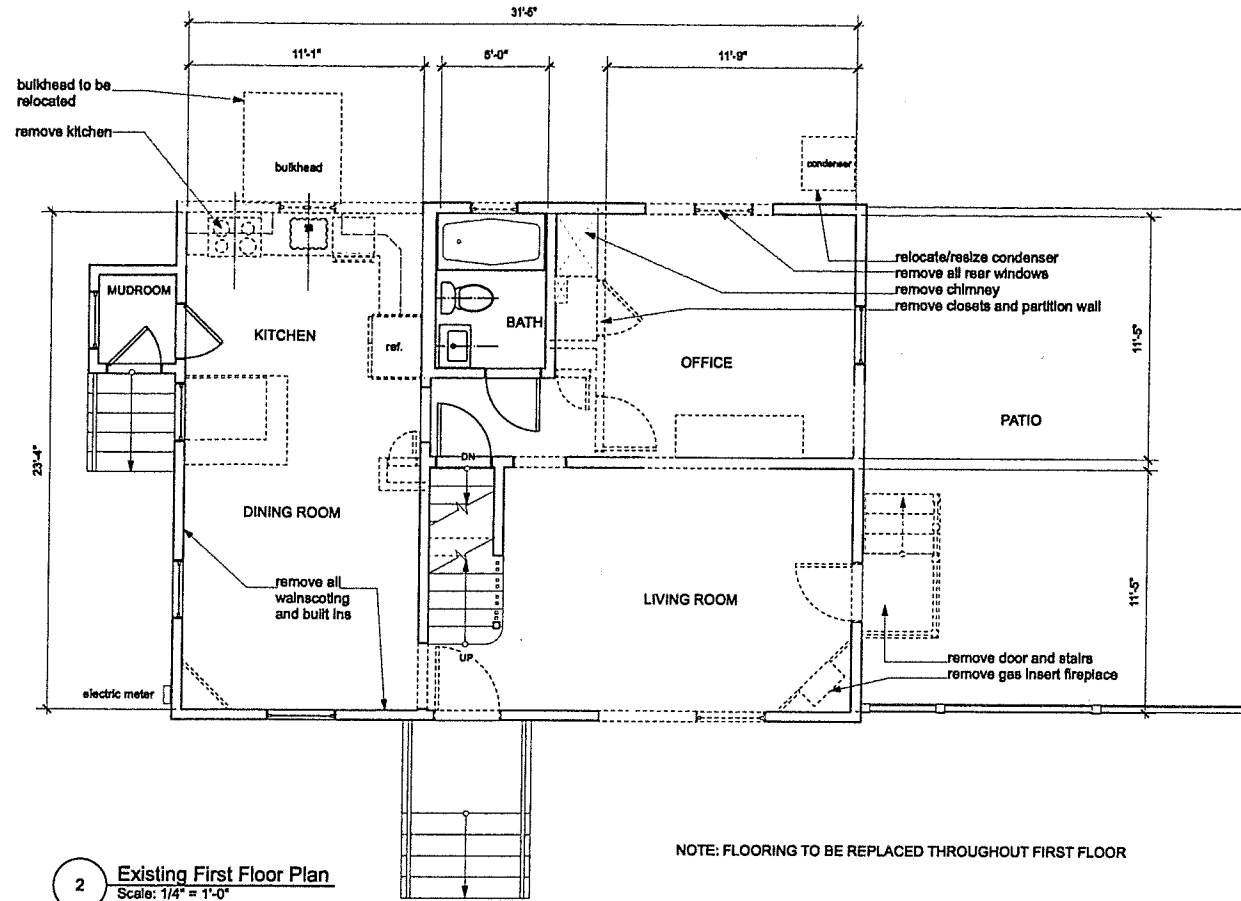 31'-5"
11'-1"
5'-0"
11'-9"
bulkhead to be
relocated
remove kitchen
bulkhead
condenser
relocate/resize condenser
remove all rear windows
remove chimney
remove closets and partition wall
MUDROOM
KITCHEN
ref.
BATH
OFFICE
11'-5"
PATIO
23'-4"
DN
DINING ROOM
remove all
wainscoting
and built ins
LIVING ROOM
11'-5"
UP
remove door and stairs
remove gas insert fireplace
electric meter
NOTE: FLOORING TO BE REPLACED THROUGHOUT FIRST FLOOR
2
Existing First Floor Plan
Scale: 1/4" = 1'-0"